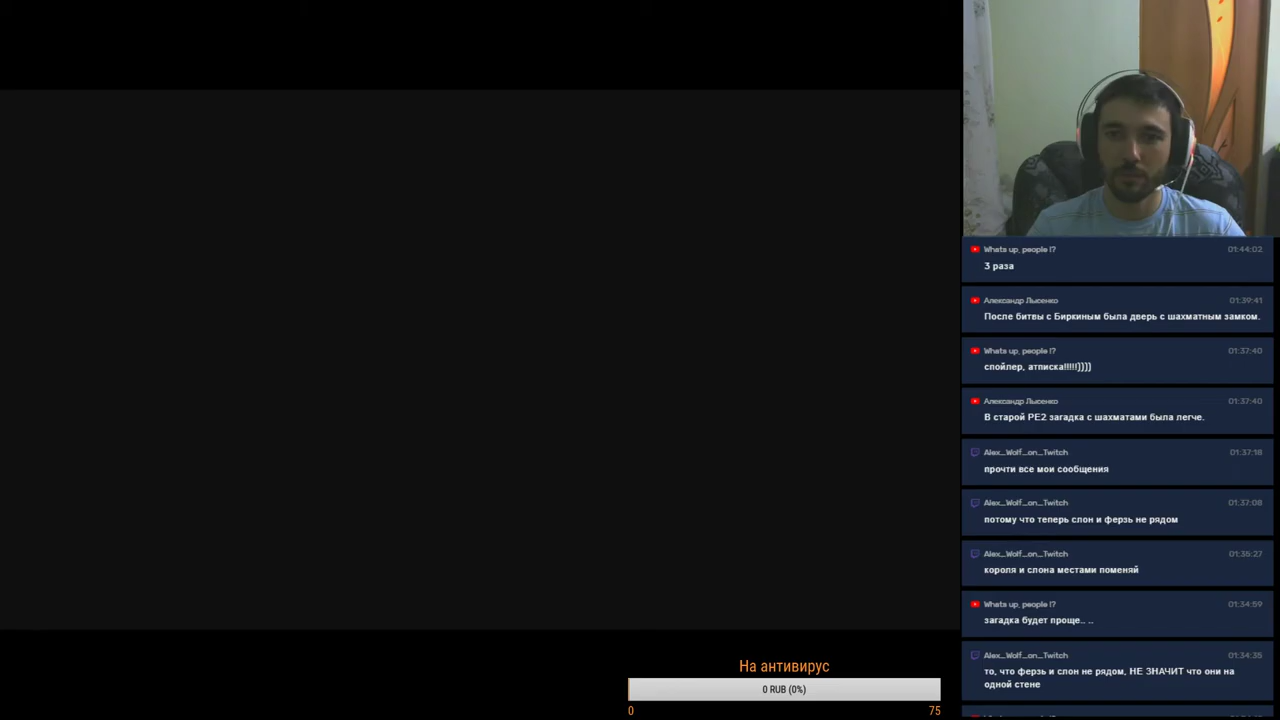 Whats up, people !?
01:44:02
3 раза
Александр Лысенко
01:39:41
После битвы с Биркиным была дверь с шахматным замком.
Whats up, people !?
01:37:40
спойлер, атписка!!!!!))))
Александр Лысенко
01:37:40
В старой РЕ2 загадка с шахматами была легче.
Alex_Wolf_on_Twitch
01:37:18
прочти все мои сообщения
Alex_Wolf_on_Twitch
01:37:08
потому что теперь слон и ферзь не рядом
Alex_Wolf_on_Twitch
01:35:27
короля и слона местами поменяй
Whats up, people !?
01:34:59
загадка будет проще.. ..
Alex_Wolf_on_Twitch
01:34:35
то, что ферзь и слон не рядом, НЕ ЗНАЧИТ что они на
одной стене
На антивирус
0 RUB (0%)
0
75